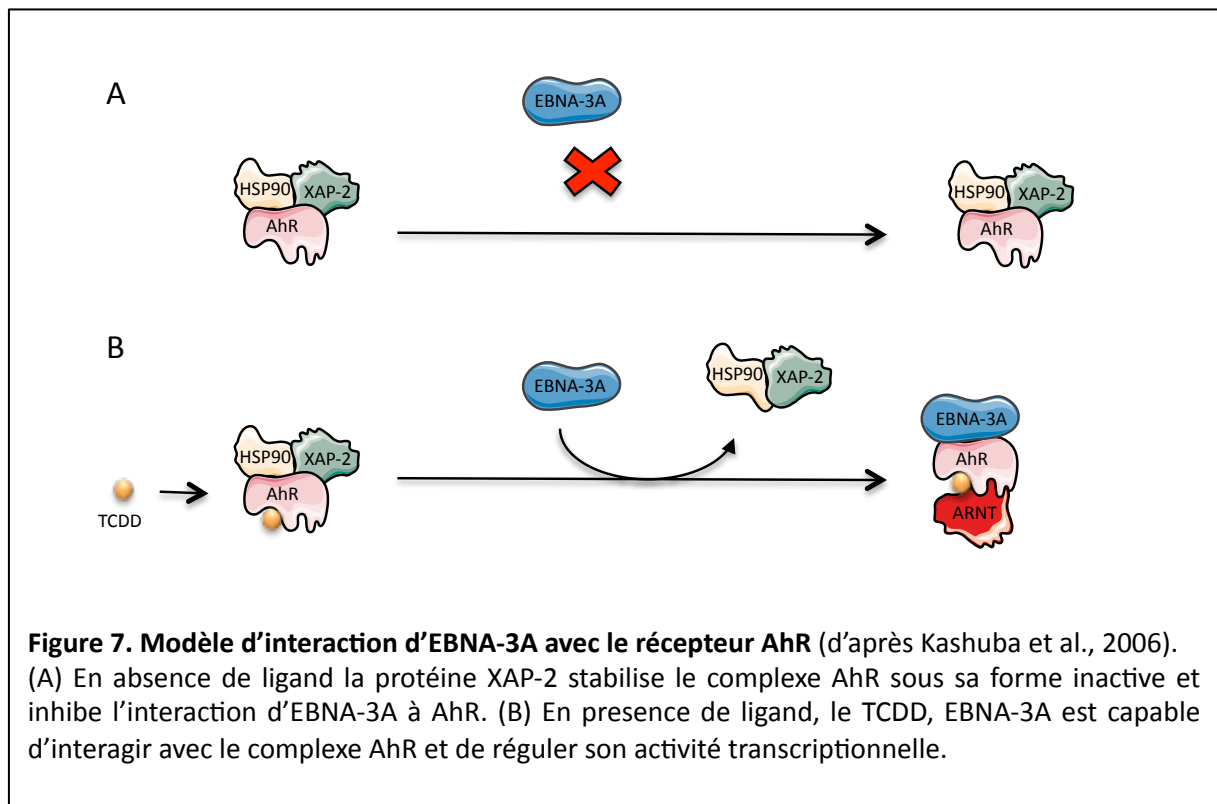 A
EBNA-3A
HSP90 XAP-2
AhR
HSP90 XAP-2
AhR
B
EBNA-3A
HSP90 XAP-2
HSP90 XAP-2
AhR
TCDD
EBNA-3A
AhR
ARNT
Figure 7. Modèle d’interaction d’EBNA-3A avec le récepteur AhR (d’après Kashuba et al., 2006).
(A) En absence de ligand la protéine XAP-2 stabilise le complexe AhR sous sa forme inactive et
inhibe l’interaction d’EBNA-3A à AhR. (B) En presence de ligand, le TCDD, EBNA-3A est capable
d’interagir avec le complexe AhR et de réguler son activité transcriptionnelle.